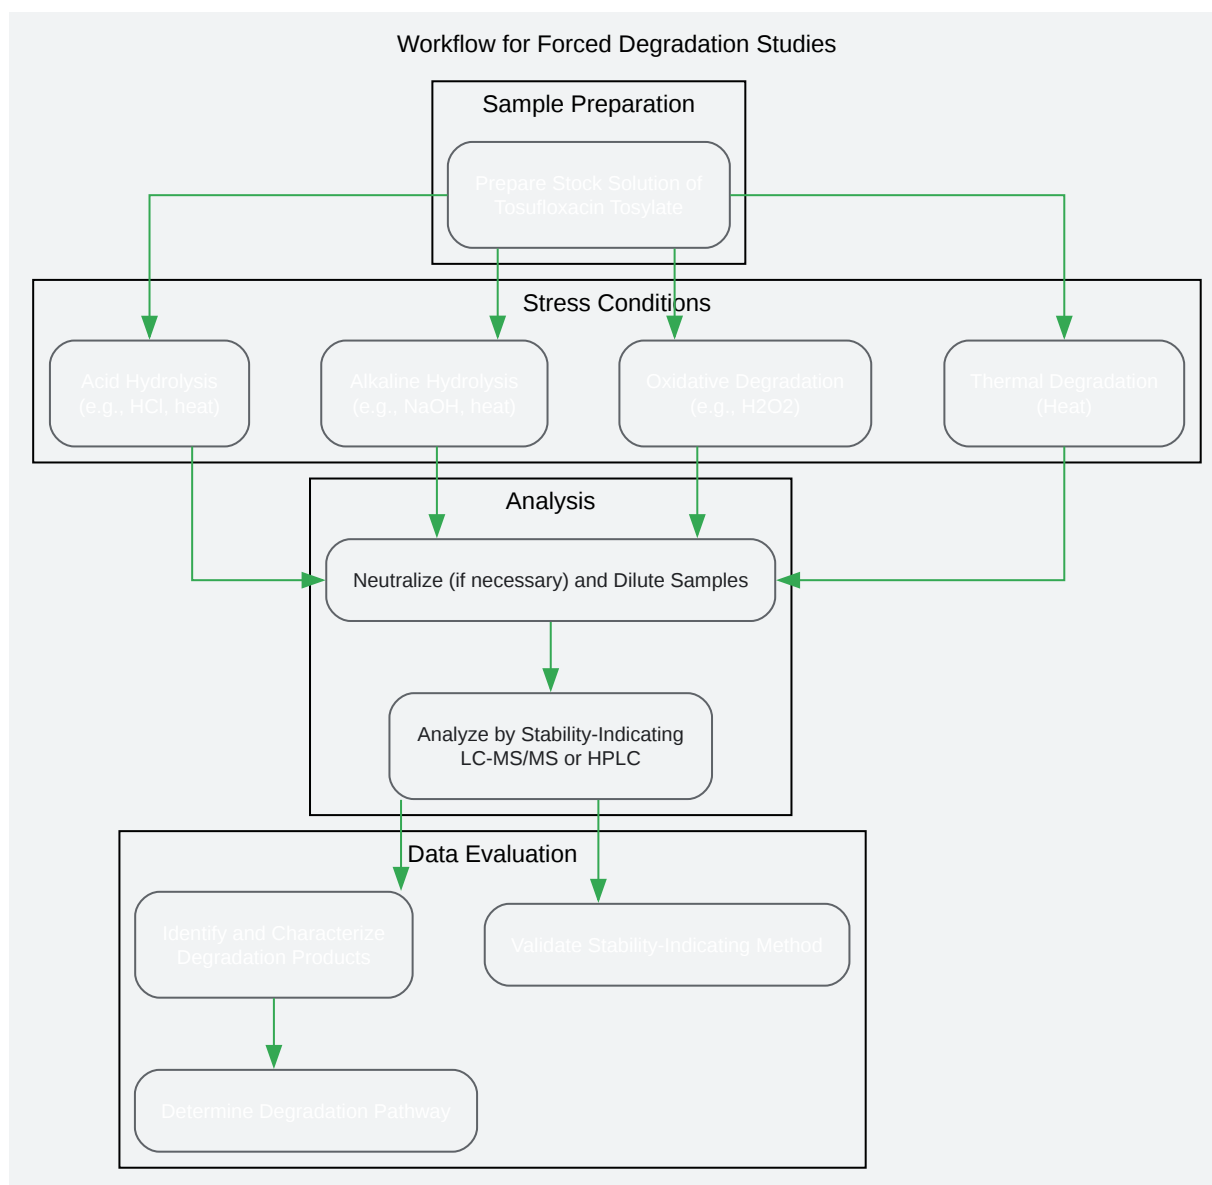 Workflow for Forced Degradation Studies
Sample Preparation
Prepare Stock Solution of
Tosufloxacin Tosylate
Stress Conditions
Acid Hydrolysis
(e.g., HCl, heat)
Alkaline Hydrolysis
(e.g., NaOH, heat)
Oxidative Degradation
(e.g., H2O2)
Thermal Degradation
(Heat)
Analysis
Neutralize (if necessary) and Dilute Samples
Analyze by Stability-Indicating
LC-MS/MS or HPLC
Data Evaluation
Identify and Characterize
Degradation Products
Validate Stability-Indicating Method
Determine Degradation Pathway